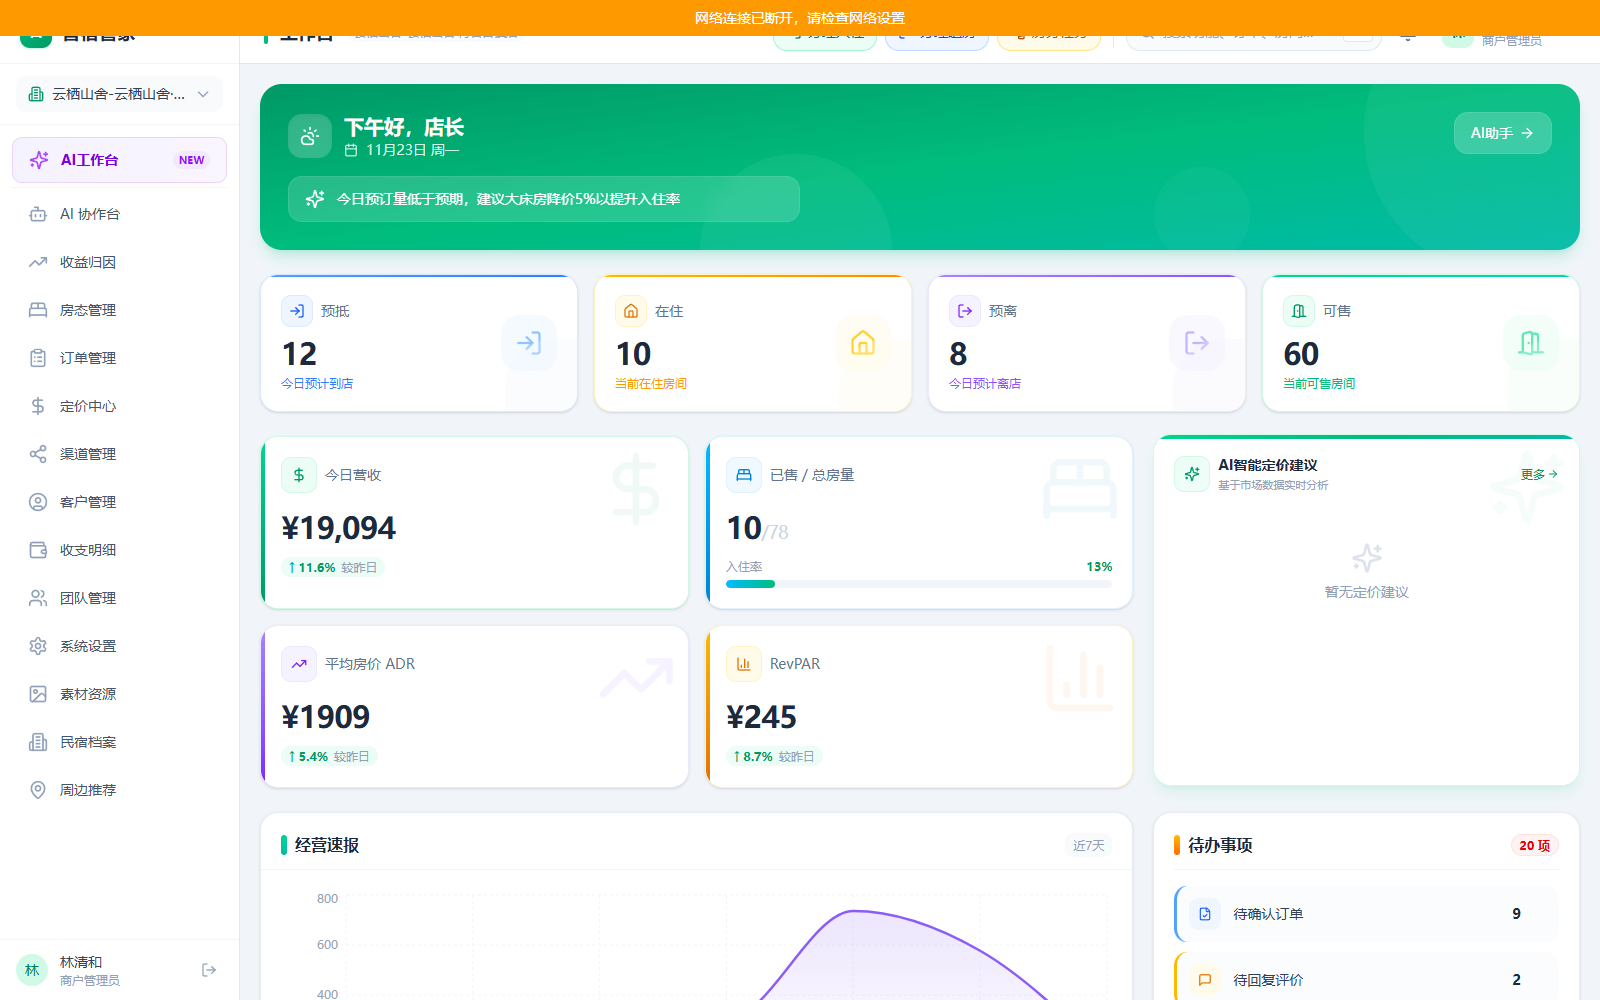 网络连接已断开，请检查网络设置
商户管理员
云栖山舍-云栖山舍·...
AI工作台 NEW
AI 协作台
收益归因
房态管理
订单管理
定价中心
渠道管理
客户管理
收支明细
团队管理
系统设置
素材资源
民宿档案
周边推荐
林 林清和
商户管理员
下午好，店长
11月23日 周一
AI助手
今日预订量低于预期，建议大床房降价5%以提升入住率
预抵
12
今日预计到店
在住
10
当前在住房间
预离
8
今日预计离店
可售
60
当前可售房间
今日营收
¥19,094
↑ 11.6% 较昨日
已售 / 总房量
10/78
入住率 13%
AI智能定价建议
基于市场数据实时分析
更多
暂无定价建议
平均房价 ADR
¥1909
↑ 5.4% 较昨日
RevPAR
¥245
↑ 8.7% 较昨日
经营速报 近7天
800
600
400
待办事项 20 项
待确认订单 9
待回复评价 2